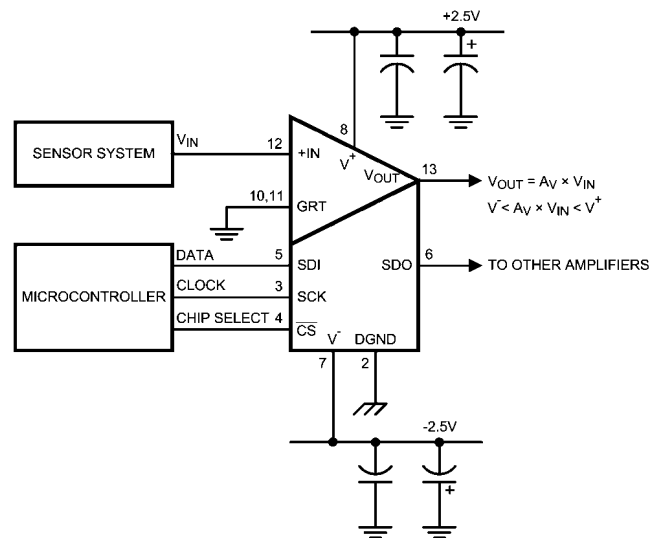 +2.5V
+
8
V+
SENSOR SYSTEM
VIN
12
+IN
VOUT
13
VOUT = AV × VIN
V- < AV × VIN < V+
10,11
GRT
MICROCONTROLLER
DATA
5
SDI
SDO
6
TO OTHER AMPLIFIERS
CLOCK
3
SCK
CHIP SELECT
4
CS
V-
DGND
7
2
-2.5V
+